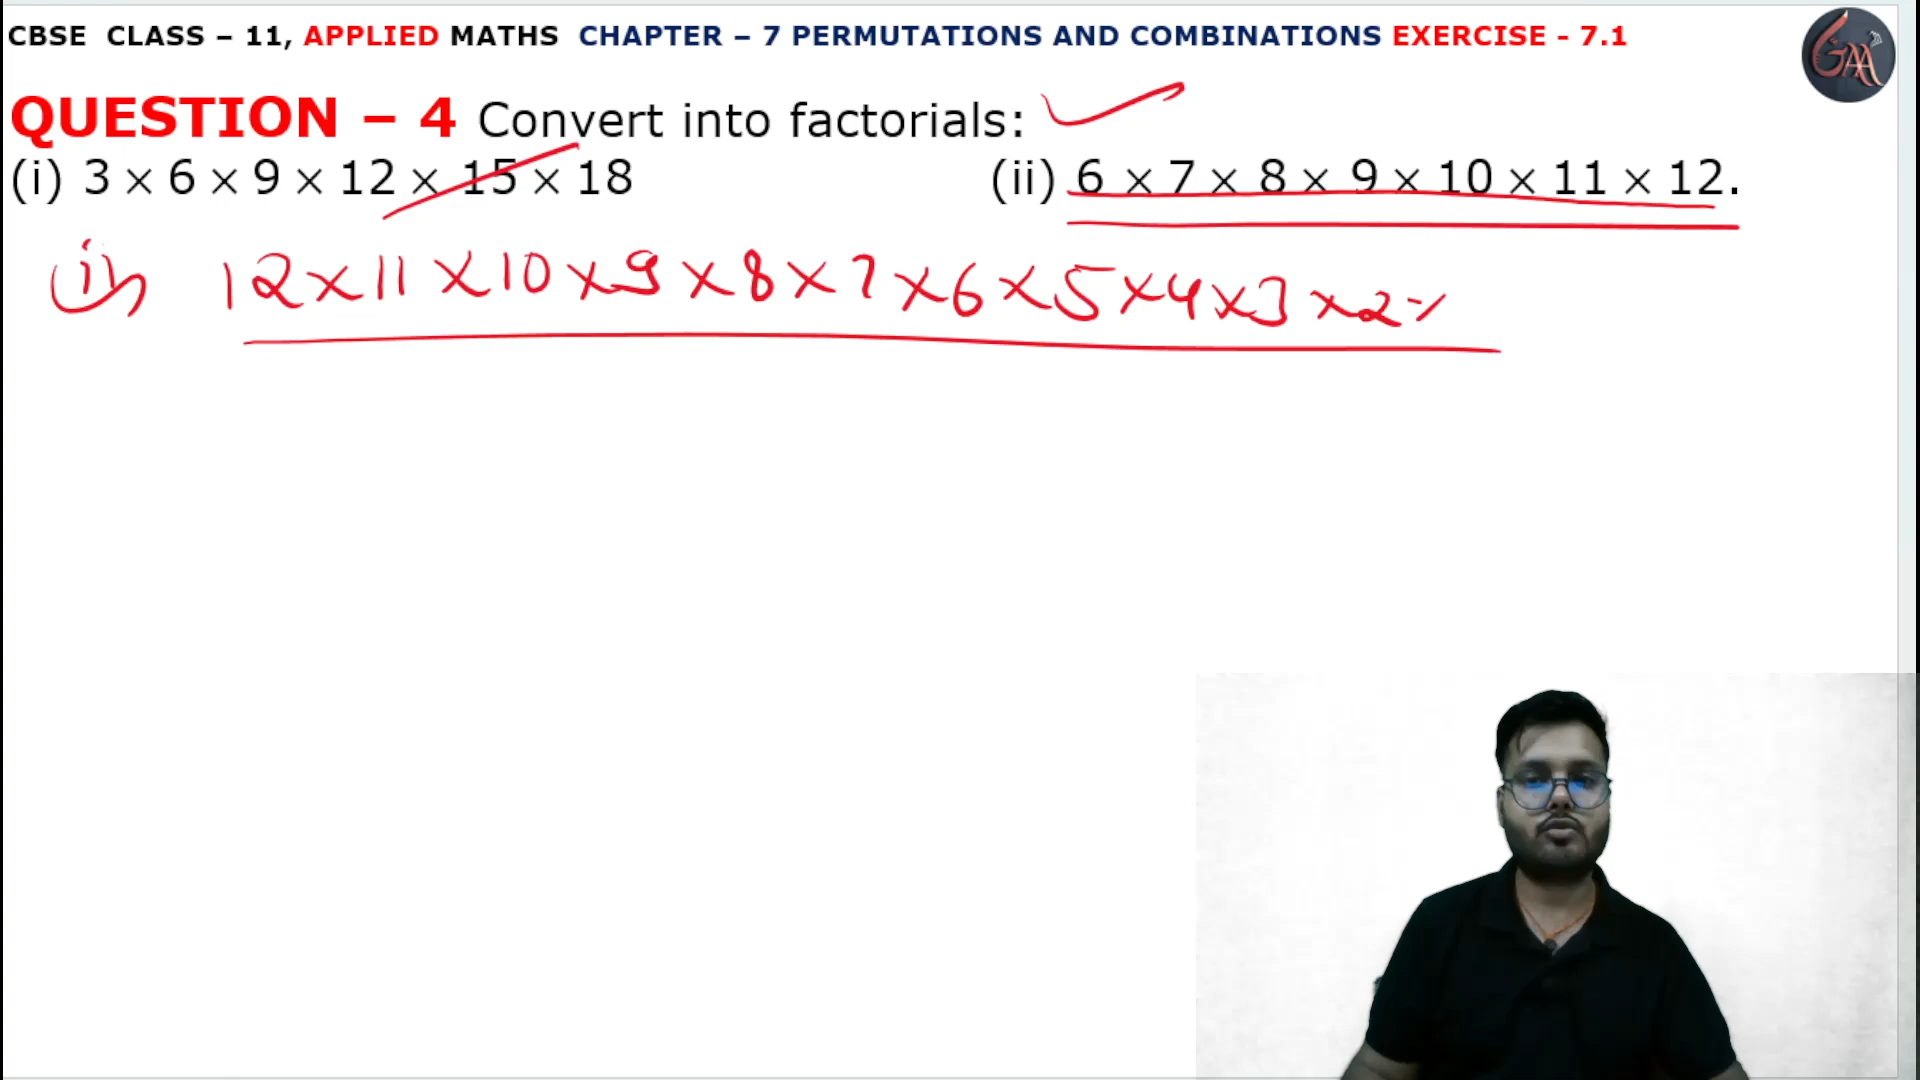 CBSE CLASS – 11, APPLIED MATHS CHAPTER – 7 PERMUTATIONS AND COMBINATIONS EXERCISE - 7.1
GAA
QUESTION – 4 Convert into factorials:
(i) 3 × 6 × 9 × 12 × 15 × 18 (ii) 6 × 7 × 8 × 9 × 10 × 11 × 12.
(ii) 12 × 11 × 10 × 9 × 8 × 7 × 6 × 5 × 4 × 3 × 2 ×